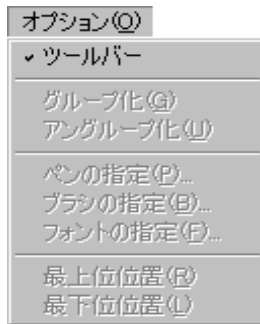 オプション(O)
✓ ツールバー
グループ化(G)
アングループ化(U)
ペンの指定(P)...
ブラシの指定(B)...
フォントの指定(F)...
最上位位置(R)
最下位位置(L)